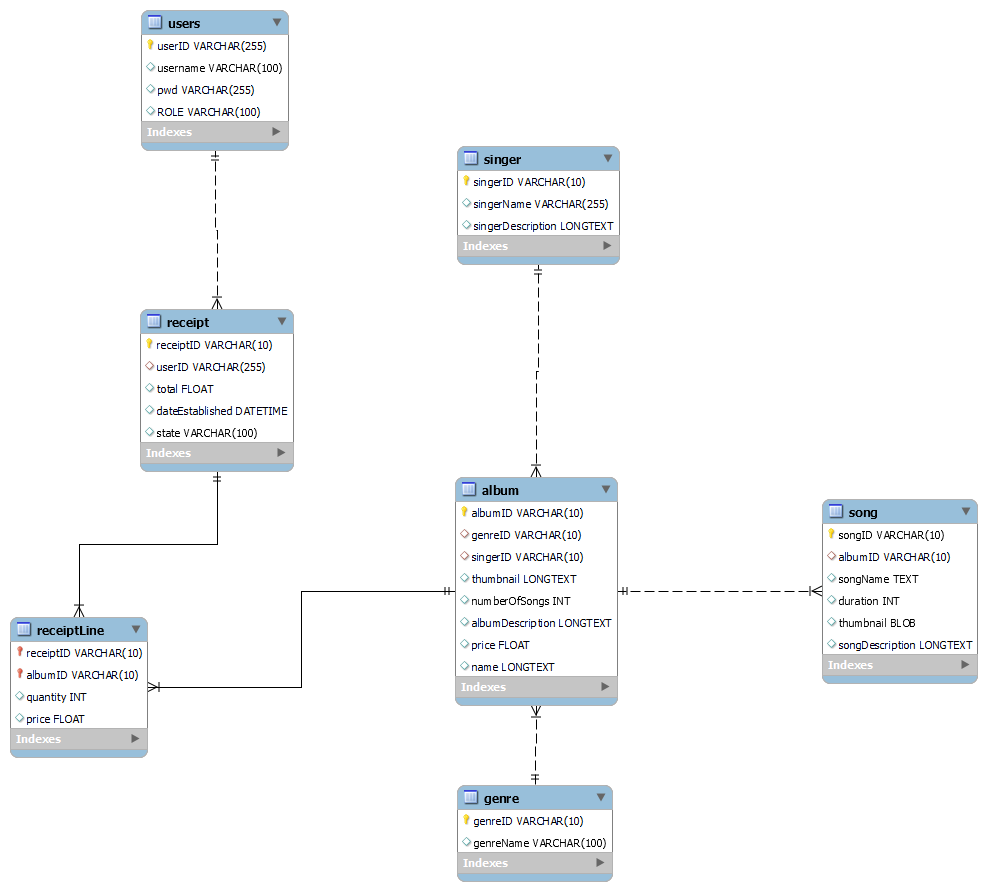 users
userID VARCHAR(255)
username VARCHAR(100)
pwd VARCHAR(255)
ROLE VARCHAR(100)
Indexes
singer
singerID VARCHAR(10)
singerName VARCHAR(255)
singerDescription LONGTEXT
Indexes
receipt
receiptID VARCHAR(10)
userID VARCHAR(255)
total FLOAT
dateEstablished DATETIME
state VARCHAR(100)
Indexes
album
albumID VARCHAR(10)
genreID VARCHAR(10)
singerID VARCHAR(10)
thumbnail LONGTEXT
numberOfSongs INT
albumDescription LONGTEXT
price FLOAT
name LONGTEXT
Indexes
song
songID VARCHAR(10)
albumID VARCHAR(10)
songName TEXT
duration INT
thumbnail BLOB
songDescription LONGTEXT
Indexes
receiptLine
receiptID VARCHAR(10)
albumID VARCHAR(10)
quantity INT
price FLOAT
Indexes
genre
genreID VARCHAR(10)
genreName VARCHAR(100)
Indexes